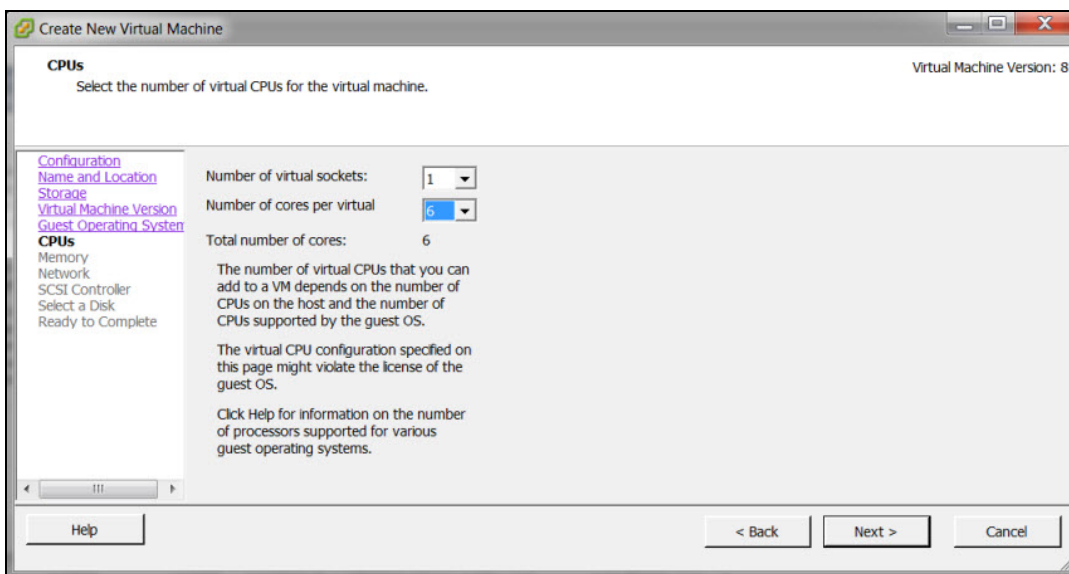 Create New Virtual Machine
CPUs
Select the number of virtual CPUs for the virtual machine.
Virtual Machine Version: 8
Configuration
Name and Location
Storage
Virtual Machine Version
Guest Operating System
CPUs
Memory
Network
SCSI Controller
Select a Disk
Ready to Complete
Number of virtual sockets:
1
Number of cores per virtual
6
Total number of cores:
6
The number of virtual CPUs that you can
add to a VM depends on the number of
CPUs on the host and the number of
CPUs supported by the guest OS.
The virtual CPU configuration specified on
this page might violate the license of the
guest OS.
Click Help for information on the number
of processors supported for various
guest operating systems.
Help
< Back
Next >
Cancel